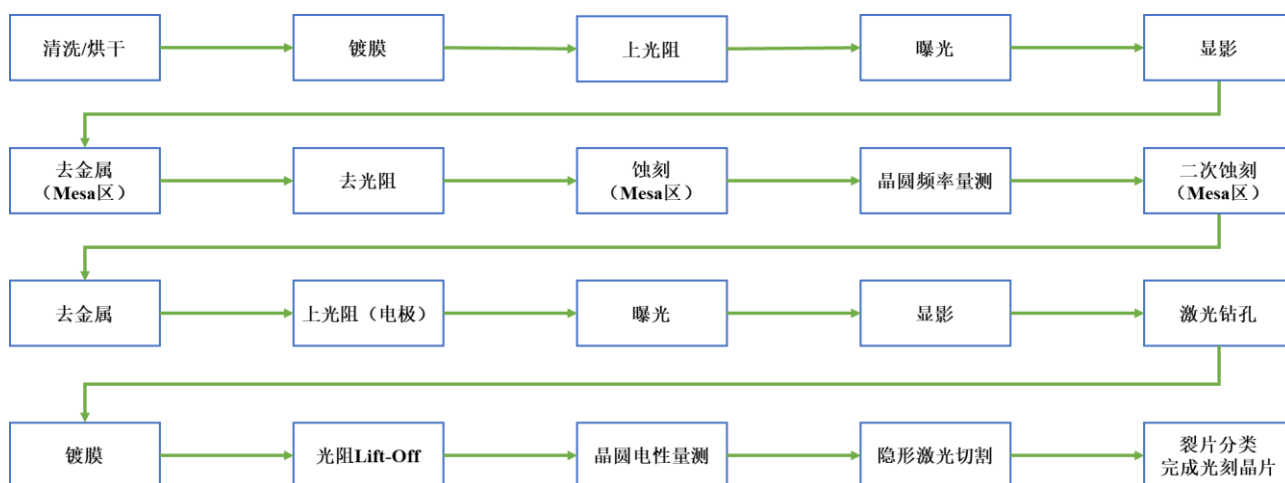 清洗/烘干
镀膜
上光阻
曝光
显影
去金属
（Mesa区）
去光阻
蚀刻
（Mesa区）
晶圆频率量测
二次蚀刻
（Mesa区）
去金属
上光阻（电极）
曝光
显影
激光钻孔
镀膜
光阻Lift-Off
晶圆电性量测
隐形激光切割
裂片分类
完成光刻晶片